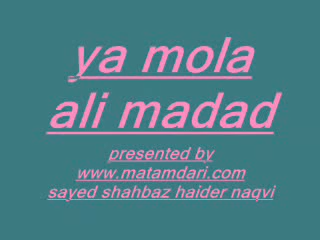 ya mola
ali madad
presented by
www.matamdari.com
sayed shahbaz haider naqvi